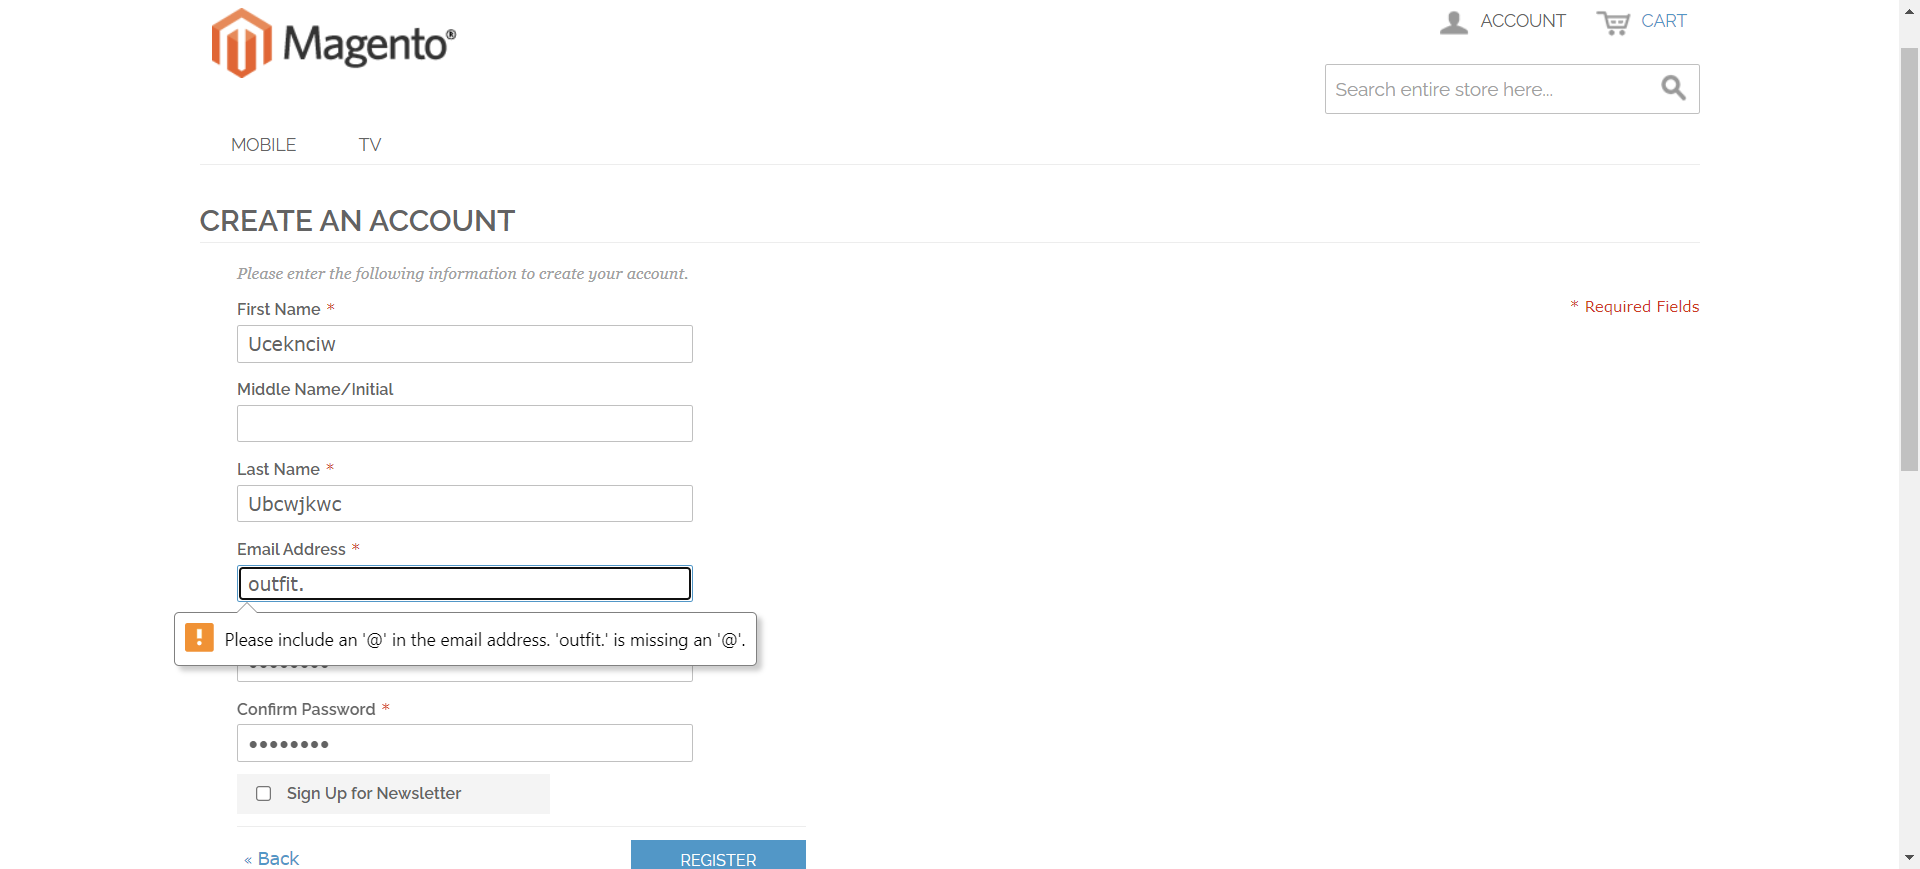 Magento®
ACCOUNT
CART
Search entire store here...
MOBILE
TV
CREATE AN ACCOUNT
Please enter the following information to create your account.
First Name *
* Required Fields
Uceknciw
Middle Name/Initial
Last Name *
Ubcwjkwc
Email Address *
outfit.
Please include an '@' in the email address. 'outfit.' is missing an '@'.
Confirm Password *
••••••••
Sign Up for Newsletter
« Back
REGISTER